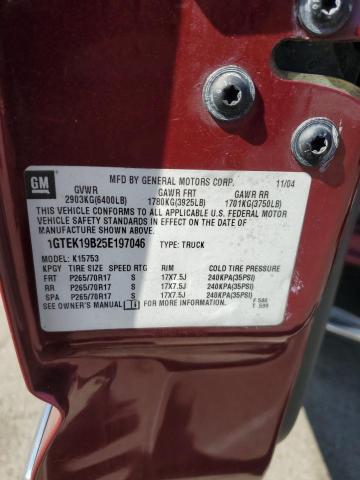 MFD BY GENERAL MOTORS CORP. 11/04
GM
GVWR GAWR FRT GAWR RR
2903KG(6400LB) 1780KG(3925LB) 1701KG(3750LB)
THIS VEHICLE CONFORMS TO ALL APPLICABLE U.S. FEDERAL MOTOR
VEHICLE SAFETY STANDARDS IN EFFECT ON THE DATE OF
MANUFACTURE SHOWN ABOVE.
1GTEK19B25E197046 TYPE: TRUCK
MODEL: K15753
KPGY TIRE SIZE SPEED RTG RIM COLD TIRE PRESSURE
FRT P265/70R17 S 17X7.5J 240KPA(35PSI)
RR P265/70R17 S 17X7.5J 240KPA(35PSI)
SPA P265/70R17 S 17X7.5J 240KPA(35PSI)
SEE OWNER'S MANUAL FOR MORE INFORMATION.